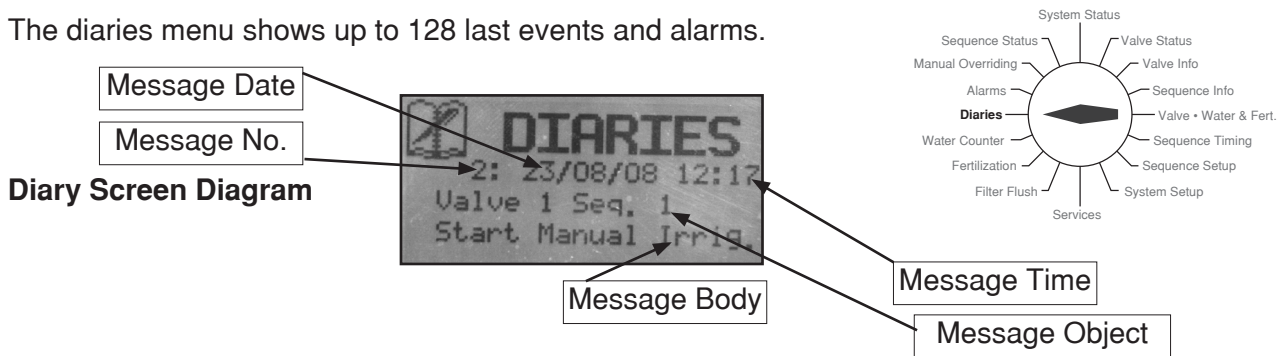 The diaries menu shows up to 128 last events and alarms.
Message Date
Message No.
Diary Screen Diagram
DIARIES
2: 23/08/08 12:17
Valve 1 Seq. 1
Start Manual Irrig.
Message Body
Message Time
Message Object
System Status
Sequence Status
Valve Status
Manual Overriding
Valve Info
Alarms
Sequence Info
Diaries
Valve • Water & Fert.
Water Counter
Sequence Timing
Fertilization
Sequence Setup
Filter Flush
System Setup
Services